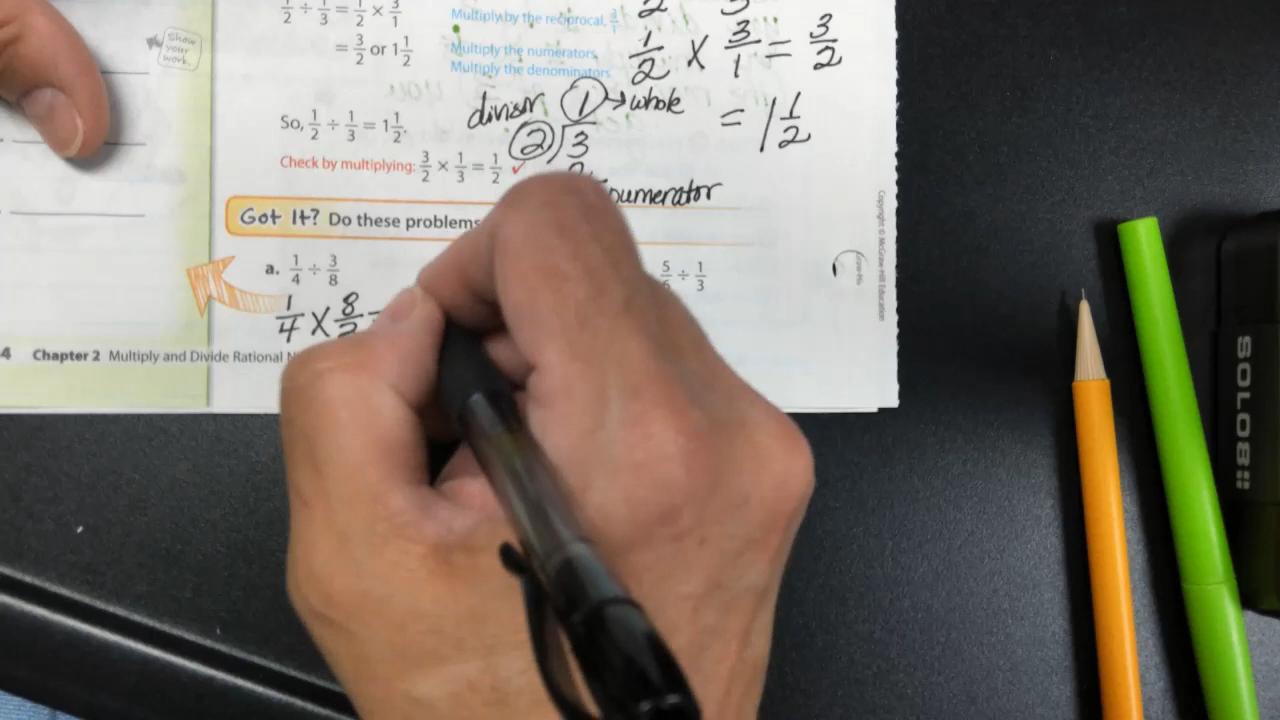 1/2 ÷ 1/3 = 1/2 × 3/1
Multiply by the reciprocal, 3/1
= 3/2 or 1 1/2
Multiply the numerators.
Multiply the denominators.
Show
your
work.
1/2 × 3/1 = 3/2
= 1 1/2
divisor 1 → whole
2 3
So, 1/2 ÷ 1/3 = 1 1/2.
Check by multiplying: 3/2 × 1/3 = 1/2 ✓
numerator
Got It? Do these problems
a. 1/4 ÷ 3/8
÷ 1/3
1/4 × 8/3 =
4 Chapter 2 Multiply and Divide Rational N
Copyright © McGraw-Hill Education
SOLO8